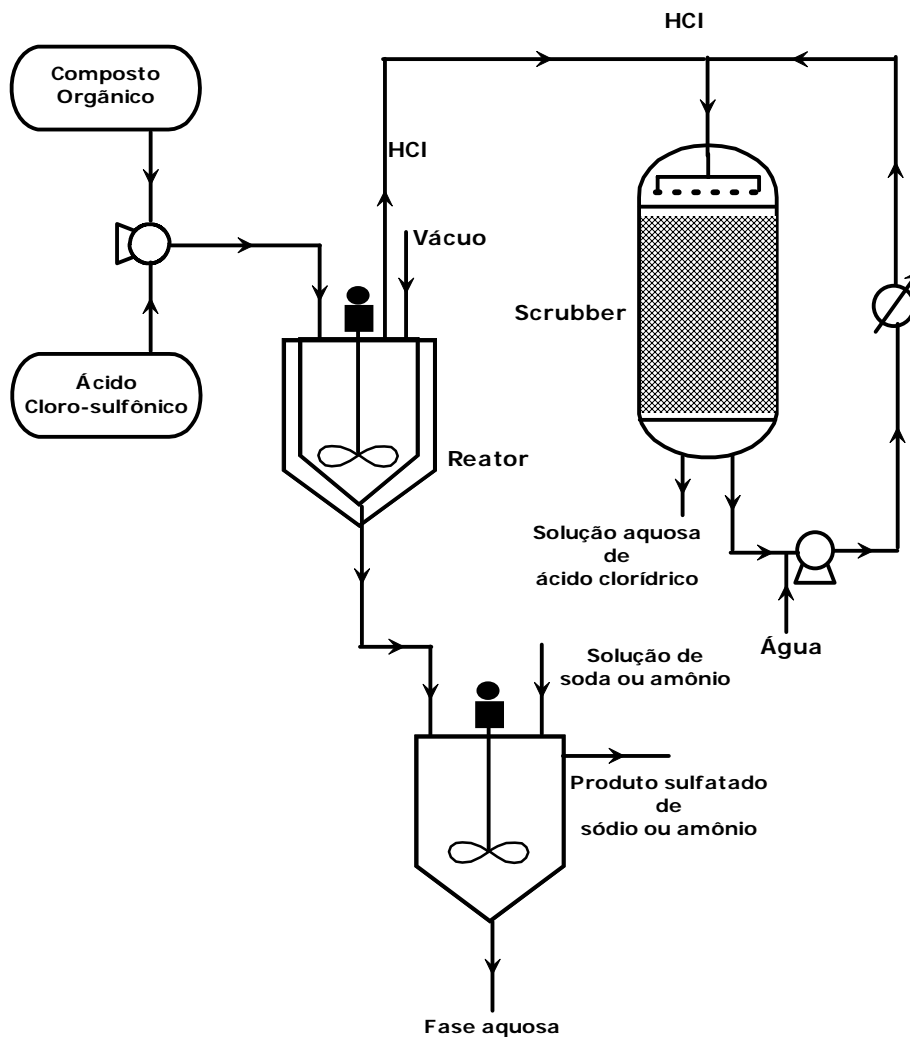 HCl
Composto
Orgãnico
HCl
Vácuo
Scrubber
Ácido
Cloro-sulfônico
Reator
Solução aquosa
de
ácido clorídrico
Água
Solução de
soda ou amônio
Produto sulfatado
de
sódio ou amônio
Fase aquosa